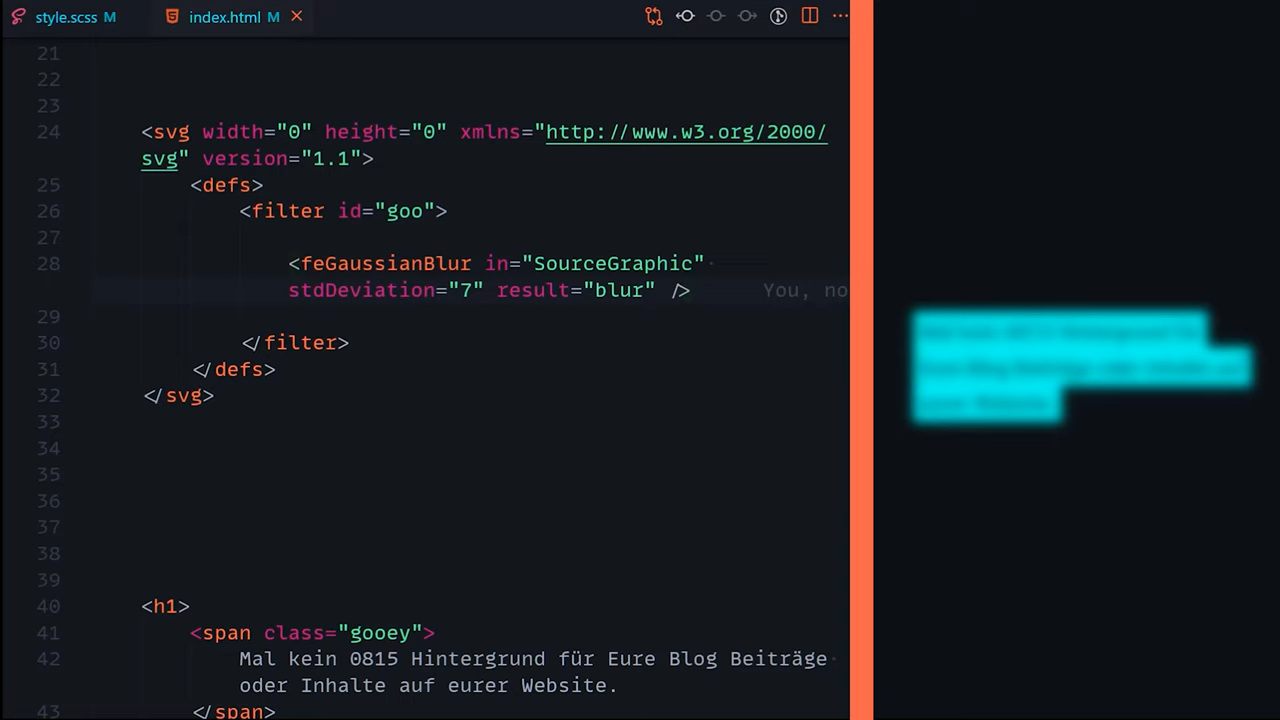 style.scss M index.html M
21
22
23
24 <svg width="0" height="0" xmlns="http://www.w3.org/2000/
svg" version="1.1">
25 <defs>
26 <filter id="goo">
27
28 <feGaussianBlur in="SourceGraphic"
stdDeviation="7" result="blur" /> You, no
29
30 </filter>
31 </defs>
32 </svg>
33
34
35
36
37
38
39
40 <h1>
41 <span class="gooey">
42 Mal kein 0815 Hintergrund für Eure Blog Beiträge
oder Inhalte auf eurer Website.
43 </span>